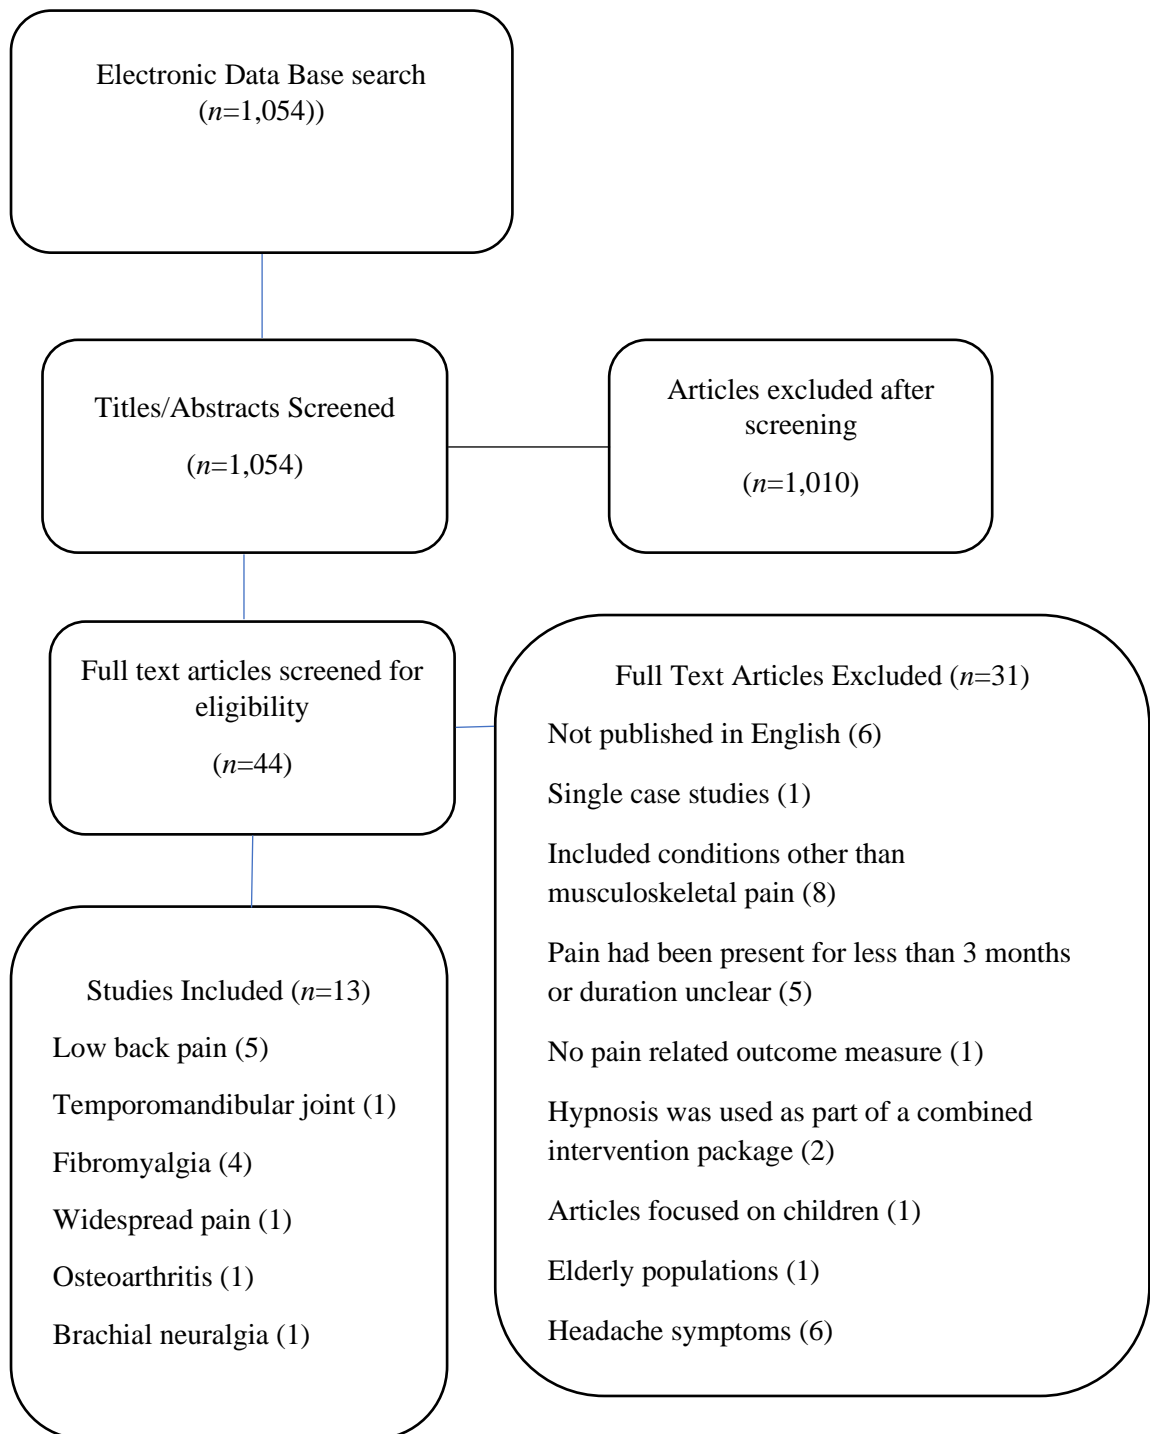 Electronic Data Base search
(n=1,054))
Titles/Abstracts Screened
(n=1,054)
Articles excluded after
screening
(n=1,010)
Full text articles screened for
eligibility
(n=44)
Full Text Articles Excluded (n=31)
Not published in English (6)
Single case studies (1)
Included conditions other than
musculoskeletal pain (8)
Pain had been present for less than 3 months
or duration unclear (5)
No pain related outcome measure (1)
Hypnosis was used as part of a combined
intervention package (2)
Articles focused on children (1)
Elderly populations (1)
Headache symptoms (6)
Studies Included (n=13)
Low back pain (5)
Temporomandibular joint (1)
Fibromyalgia (4)
Widespread pain (1)
Osteoarthritis (1)
Brachial neuralgia (1)